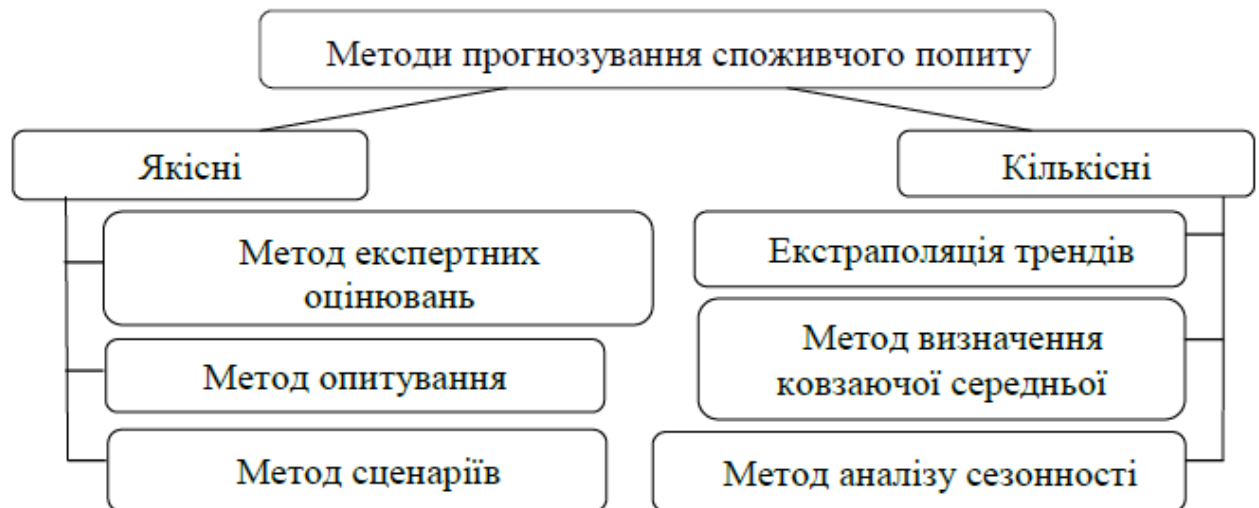 Методи прогнозування споживчого попиту
Якісні
Кількісні
Метод експертних
оцінювань
Метод опитування
Метод сценаріїв
Екстраполяція трендів
Метод визначення
ковзаючої середньої
Метод аналізу сезонності